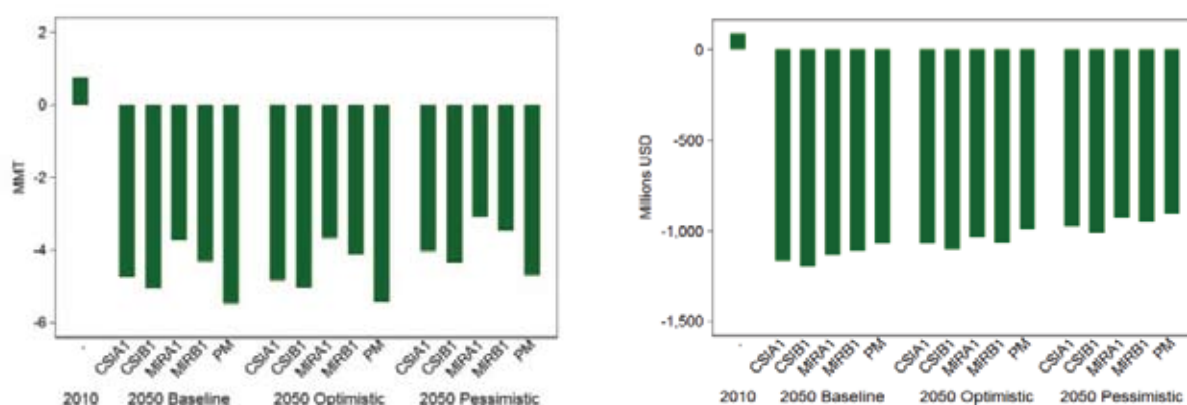 2
0
-2
-4
-6
MMT
.
CSIA1
CSIB1
MIRA1
MIRB1
PM
CSIA1
CSIB1
MIRA1
MIRB1
PM
CSIA1
CSIB1
MIRA1
MIRB1
PM
2010 2050 Baseline 2050 Optimistic 2050 Pessimistic
-0
-500
-1,000
-1,500
Millions USD
.
CSIA1
CSIB1
MIRA1
MIRB1
PM
CSIA1
CSIB1
MIRA1
MIRB1
PM
CSIA1
CSIB1
MIRA1
MIRB1
PM
2010 2050 Baseline 2050 Optimistic 2050 Pessimistic